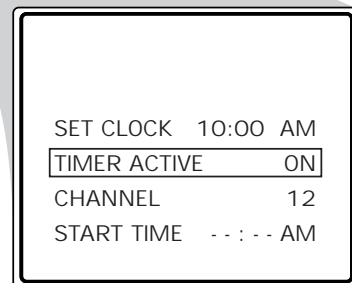 SET CLOCK 10:00 AM
TIMER ACTIVE ON
CHANNEL 12
START TIME --:-- AM